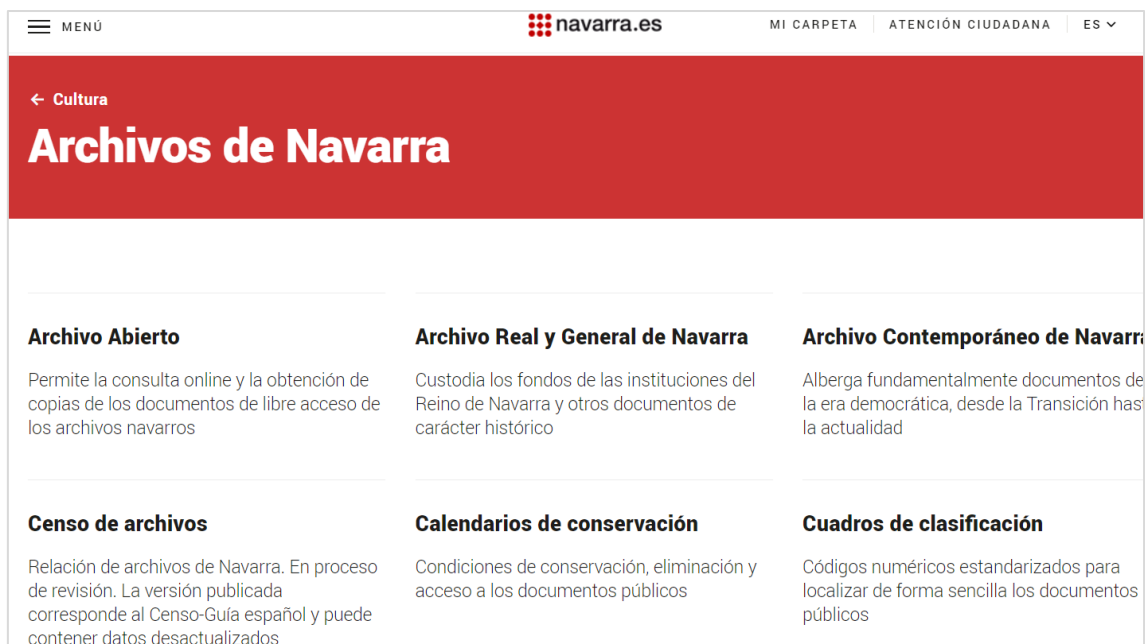 MENÚ
navarra.es
MI CARPETA
ATENCIÓN CIUDADANA
ES
← Cultura
Archivos de Navarra
Archivo Abierto
Permite la consulta online y la obtención de
copias de los documentos de libre acceso de
los archivos navarros
Archivo Real y General de Navarra
Custodia los fondos de las instituciones del
Reino de Navarra y otros documentos de
carácter histórico
Archivo Contemporáneo de
Alberga fundamentalmente documentos de
la era democrática, desde la Transición
la actualidad
Censo de archivos
Relación de archivos de Navarra. En proceso
de revisión. La versión publicada
corresponde al Censo-Guía español y puede
contener datos desactualizados
Calendarios de conservación
Condiciones de conservación, eliminación y
acceso a los documentos públicos
Cuadros de clasificación
Códigos numéricos estandarizados para
localizar de forma sencilla los documentos
públicos